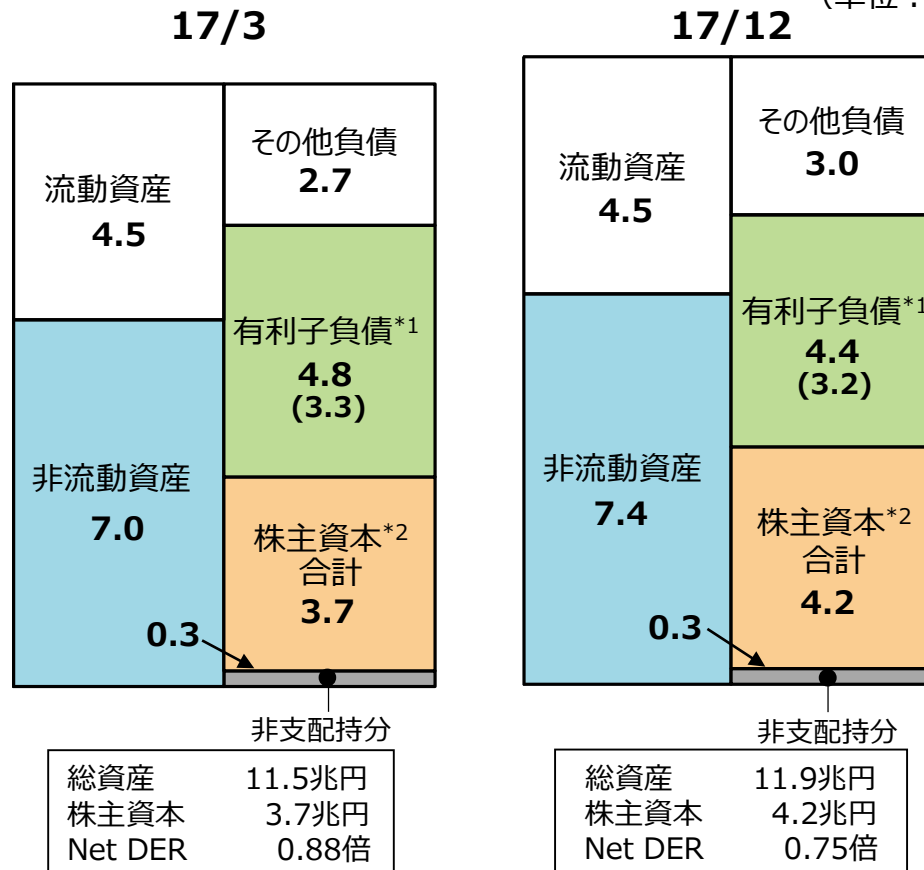 (単位:
17/3
流動資産
4.5
非流動資産
7.0
その他負債
2.7
有利子負債*1
4.8
(3.3)
株主資本*2
合計
3.7
0.3
非支配持分
総資産 11.5兆円
株主資本 3.7兆円
Net DER 0.88倍
17/12
流動資産
4.5
非流動資産
7.4
その他負債
3.0
有利子負債*1
4.4
(3.2)
株主資本*2
合計
4.2
0.3
非支配持分
総資産 11.9兆円
株主資本 4.2兆円
Net DER 0.75倍